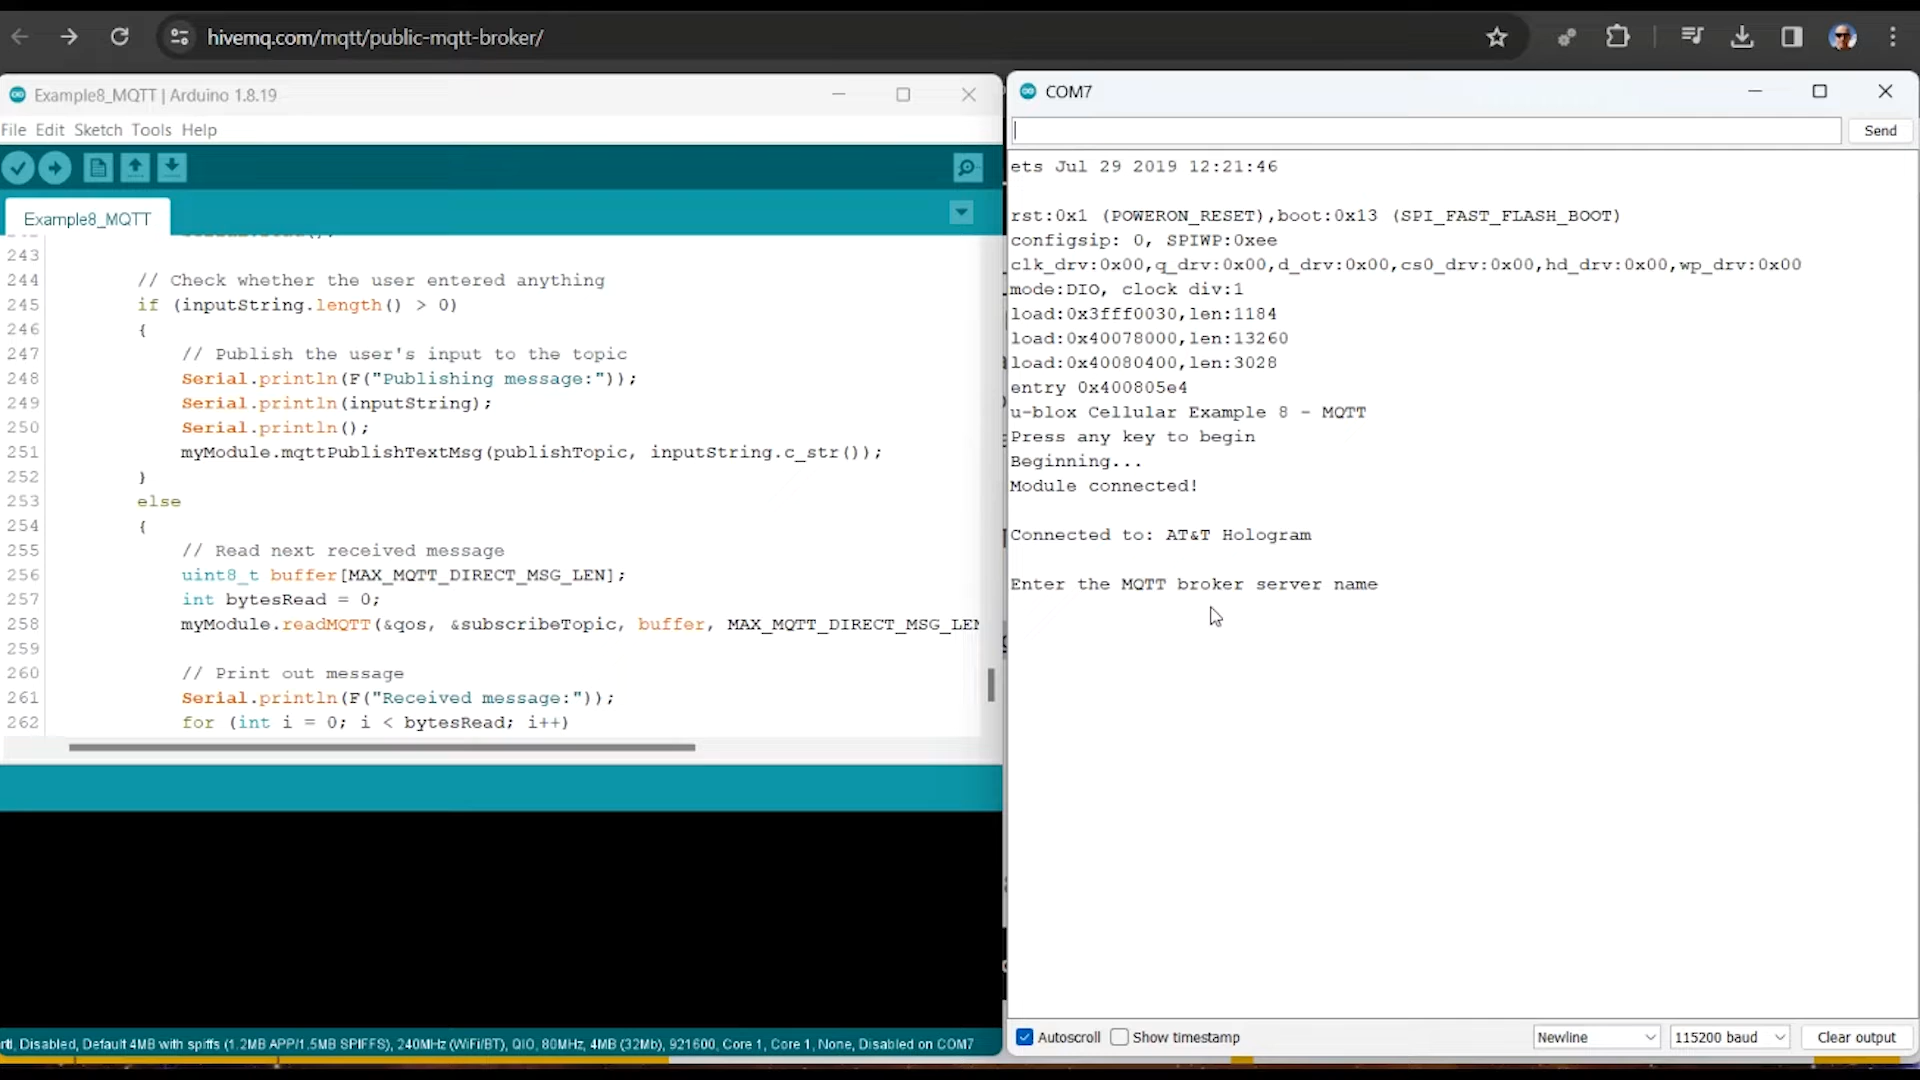 hivemq.com/mqtt/public-mqtt-broker/
Example8_MQTT | Arduino 1.8.19
File Edit Sketch Tools Help
Example8_MQTT
243
244 // Check whether the user entered anything
245 if (inputString.length() > 0)
246 {
247 // Publish the user's input to the topic
248 Serial.println(F("Publishing message:"));
249 Serial.println(inputString);
250 Serial.println();
251 myModule.mqttPublishTextMsg(publishTopic, inputString.c_str());
252 }
253 else
254 {
255 // Read next received message
256 uint8_t buffer[MAX_MQTT_DIRECT_MSG_LEN];
257 int bytesRead = 0;
258 myModule.readMQTT(&qos, &subscribeTopic, buffer, MAX_MQTT_DIRECT_MSG_LEN
259
260 // Print out message
261 Serial.println(F("Received message:"));
262 for (int i = 0; i < bytesRead; i++)
Disabled, Default 4MB with spiffs (1.2MB APP/1.5MB SPIFFS), 240MHz (WiFi/BT), QIO, 80MHz, 4MB (32Mb), 921600, Core 1, Core 1, None, Disabled on COM7
COM7
Send
ets Jul 29 2019 12:21:46
rst:0x1 (POWERON_RESET),boot:0x13 (SPI_FAST_FLASH_BOOT)
configsip: 0, SPIWP:0xee
clk_drv:0x00,q_drv:0x00,d_drv:0x00,cs0_drv:0x00,hd_drv:0x00,wp_drv:0x00
mode:DIO, clock div:1
load:0x3fff0030,len:1184
load:0x40078000,len:13260
load:0x40080400,len:3028
entry 0x400805e4
u-blox Cellular Example 8 - MQTT
Press any key to begin
Beginning...
Module connected!
Connected to: AT&T Hologram
Enter the MQTT broker server name
Autoscroll Show timestamp Newline 115200 baud Clear output